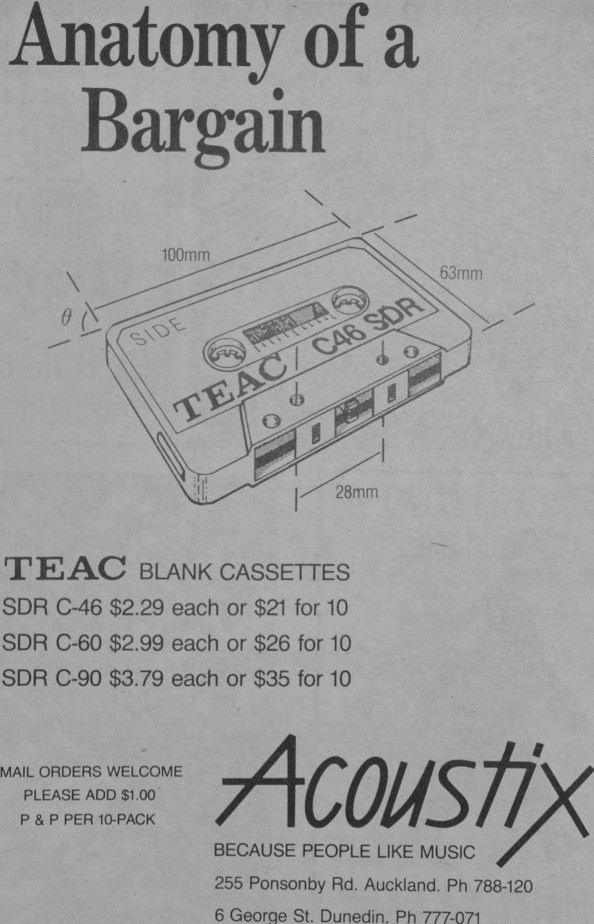 Anatomy of a
Bargain
100mm
63mm
θ
SIDE
TEAC C46 SDR
28mm
TEAC BLANK CASSETTES
SDR C-46 $2.29 each or $21 for 10
SDR C-60 $2.99 each or $26 for 10
SDR C-90 $3.79 each or $35 for 10
MAIL ORDERS WELCOME
PLEASE ADD $1.00
P & P PER 10-PACK
Acoustix
BECAUSE PEOPLE LIKE MUSIC
255 Ponsonby Rd. Auckland. Ph 788-120
6 George St. Dunedin. Ph 777-071